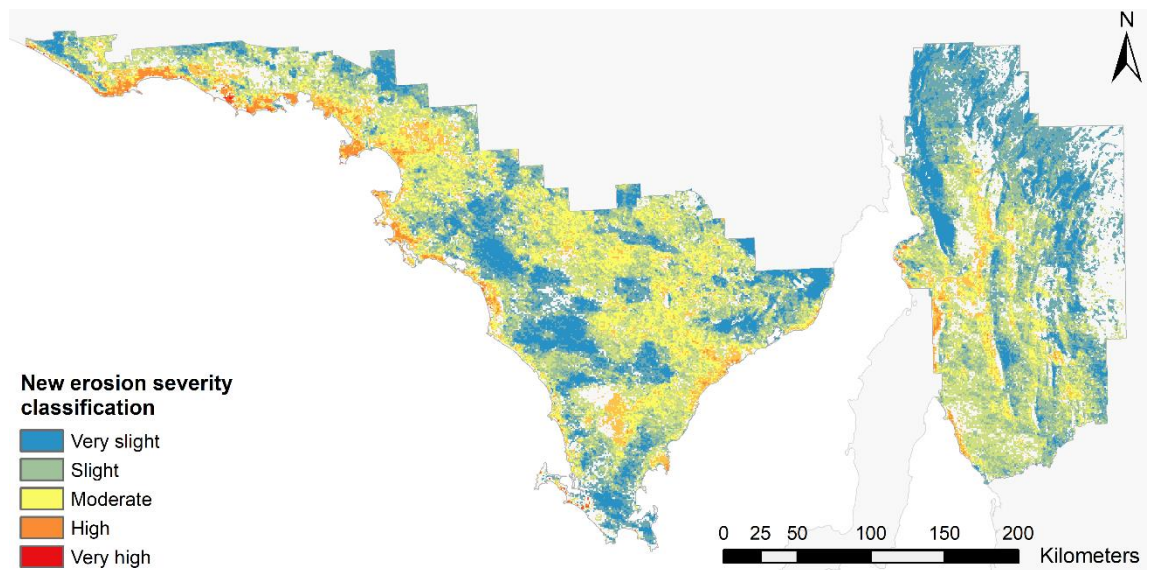 N
New erosion severity
classification
Very slight
Slight
Moderate
High
Very high
0 25 50 100 150 200
Kilometers